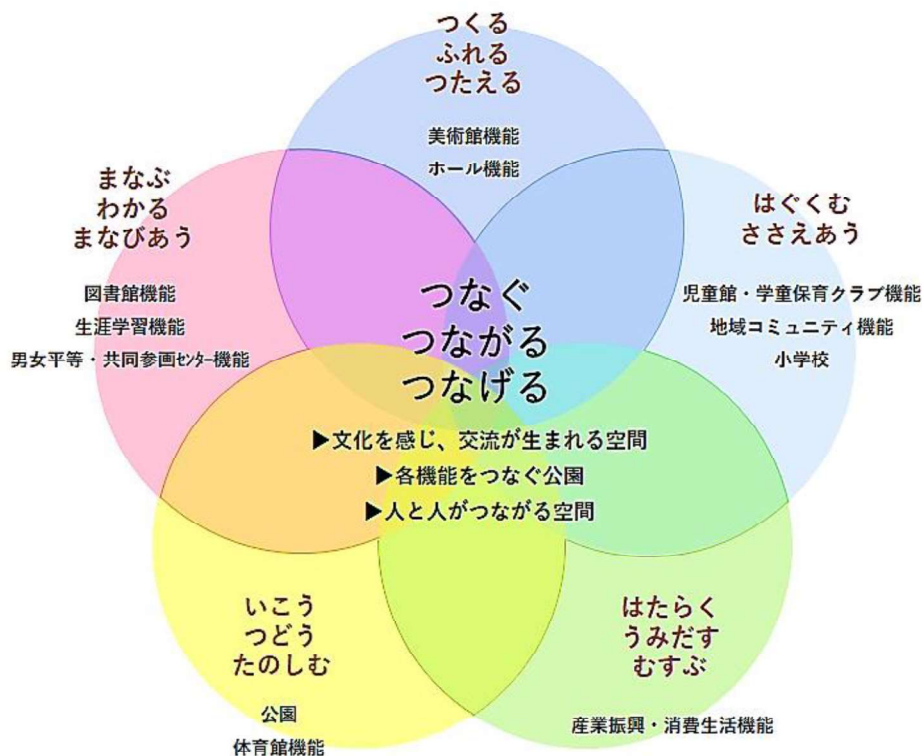 つくる
ふれる
つたえる
美術館機能
ホール機能
まなぶ
わかる
まなびあう
図書館機能
生涯学習機能
男女平等・共同参画ｾﾝﾀｰ機能
はぐくむ
ささえあう
児童館・学童保育クラブ機能
地域コミュニティ機能
小学校
つなぐ
つながる
つなげる
▶文化を感じ、交流が生まれる空間
▶各機能をつなぐ公園
▶人と人がつながる空間
いこう
つどう
たのしむ
公園
体育館機能
はたらく
うみだす
むすぶ
産業振興・消費生活機能